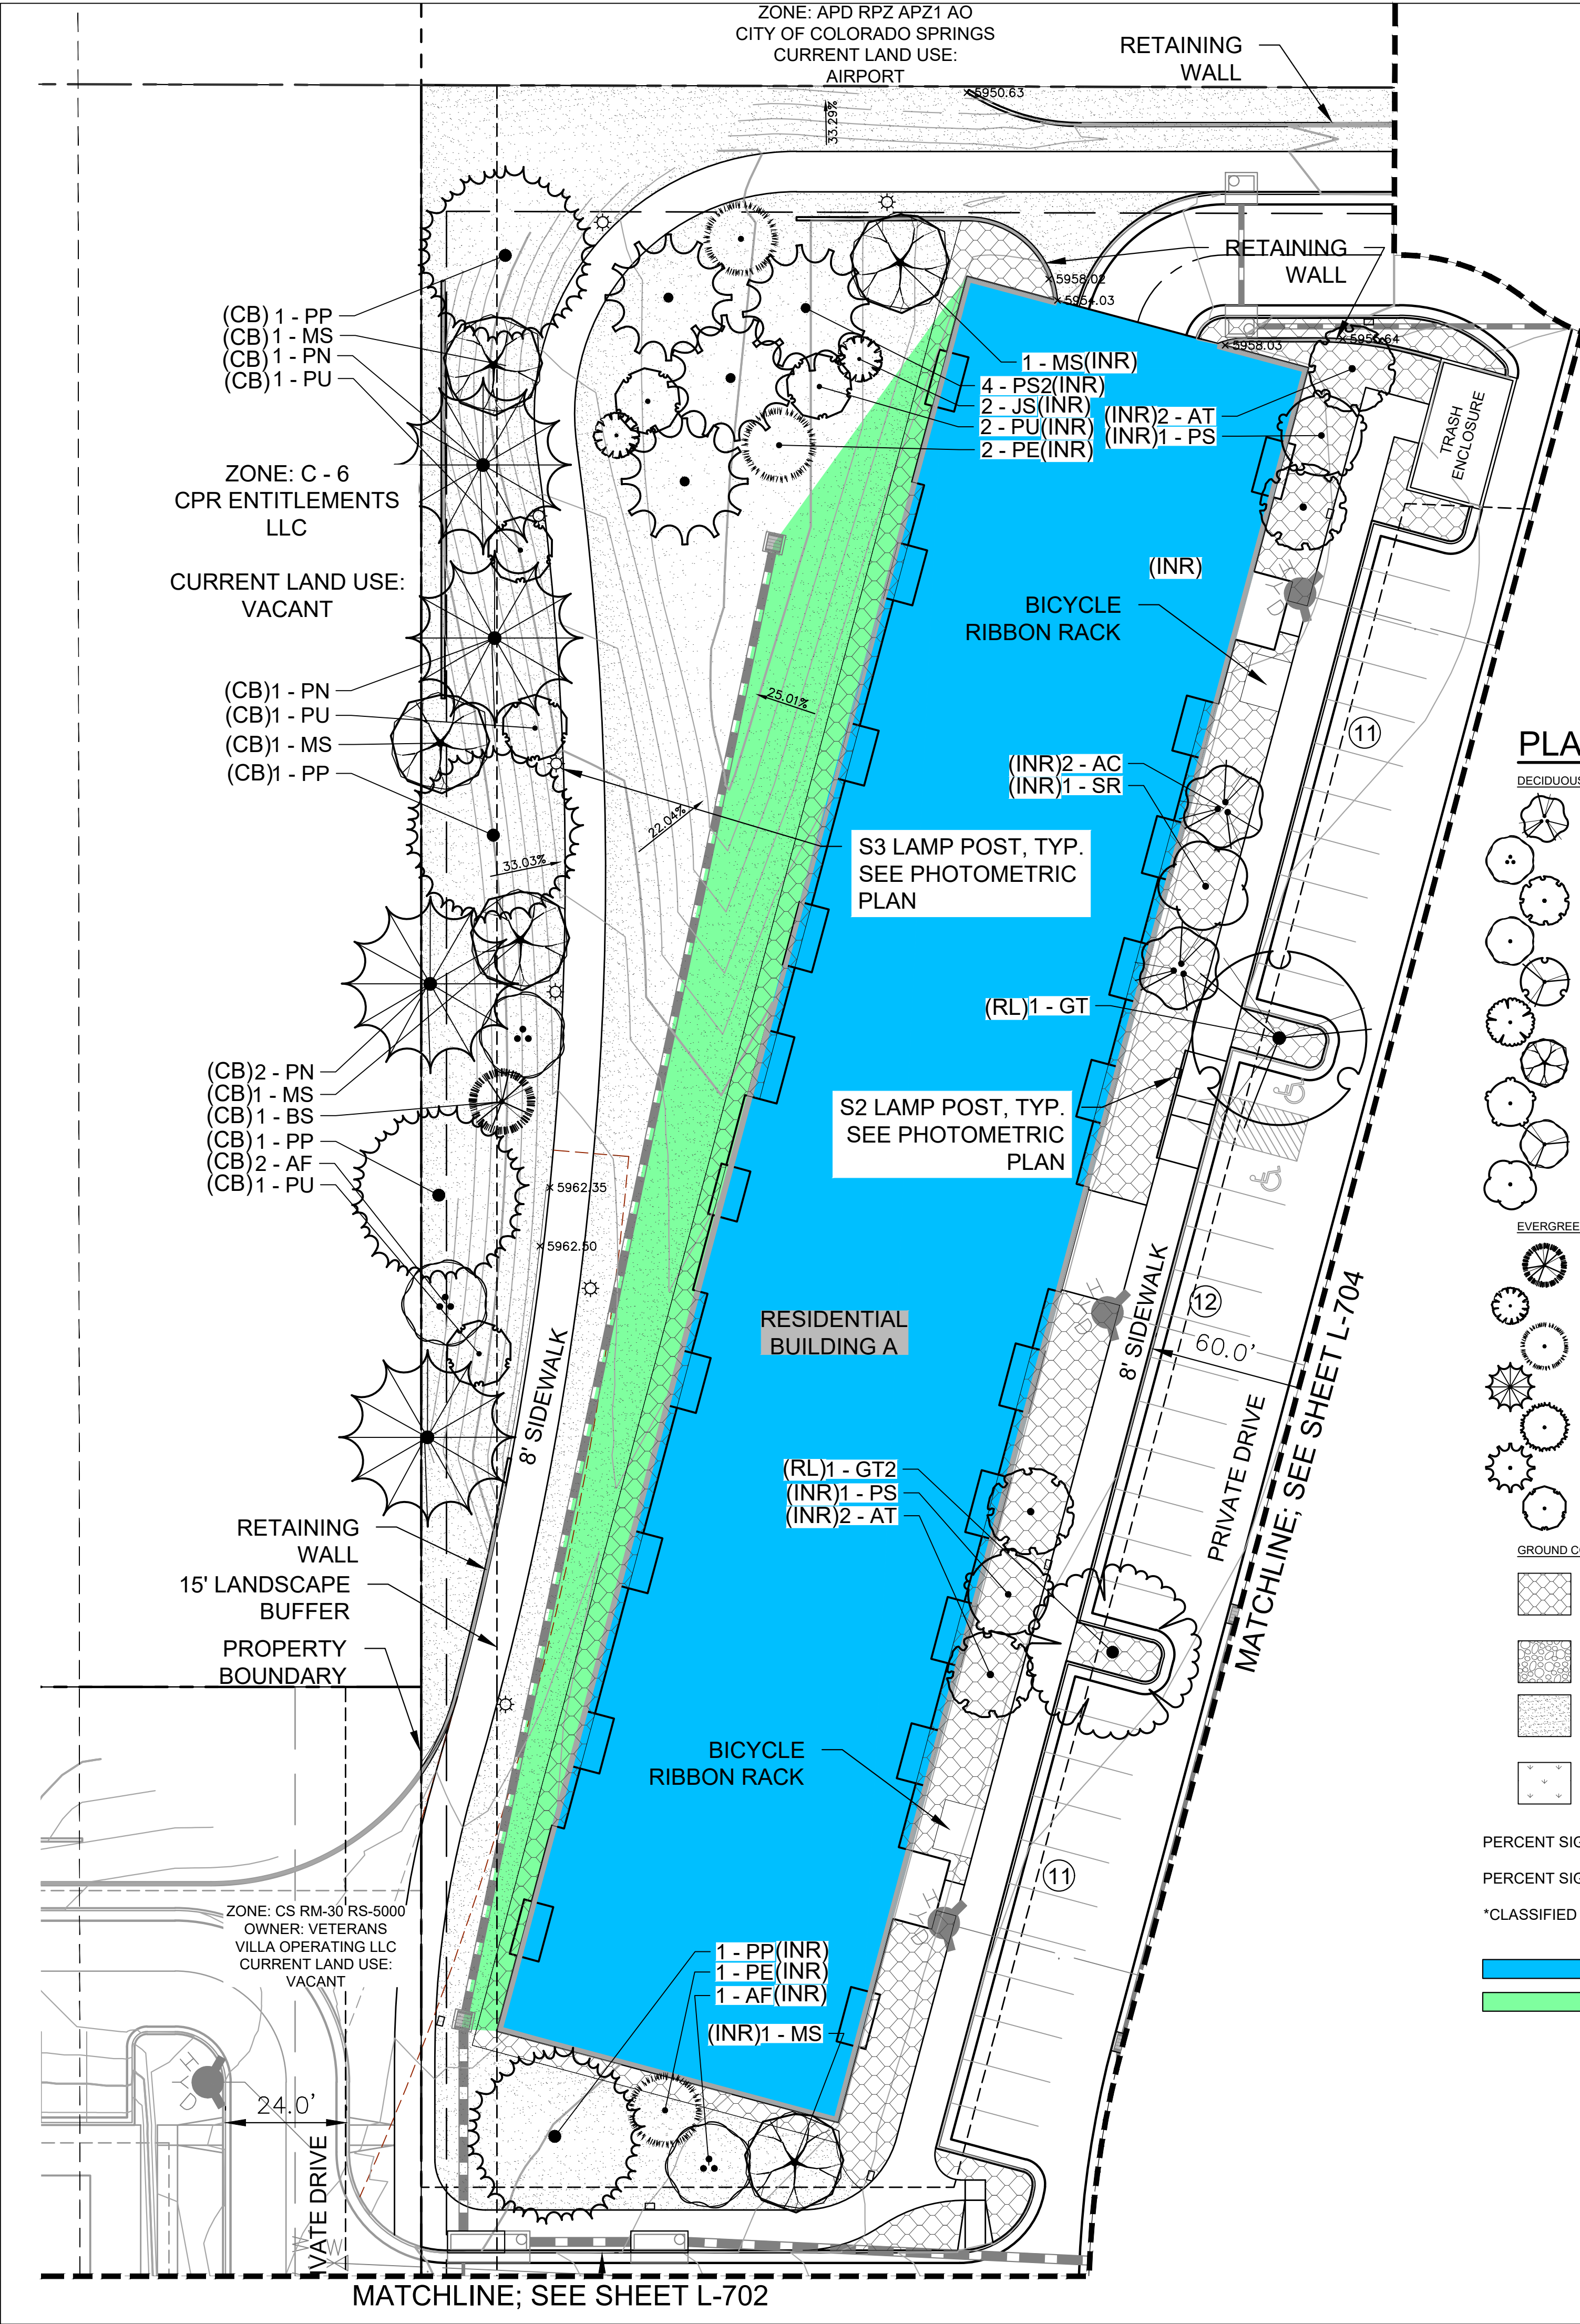 ZONE: APD RPZ APZ1 AO
CITY OF COLORADO SPRINGS
CURRENT LAND USE:
AIRPORT
RETAINING
WALL
5950.63
33.29%
RETAINING
WALL
5958.02
5954.03
5958.03
(CB) 1 - PP
(CB) 1 - MS
(CB) 1 - PN
(CB) 1 - PU
1 - MS(INR)
4 - PS2(INR)
2 - JS(INR)
2 - PU(INR)
2 - PE(INR)
(INR)2 - AT
(INR)1 - PS
TRASH
ENCLOSURE
ZONE: C - 6
CPR ENTITLEMENTS
LLC
CURRENT LAND USE:
VACANT
(INR)
BICYCLE
RIBBON RACK
25.01%
(CB)1 - PN
(CB)1 - PU
(CB)1 - MS
(CB)1 - PP
11
PLA
DECIDUOUS
(INR)2 - AC
(INR)1 - SR
22.04%
33.03%
S3 LAMP POST, TYP.
SEE PHOTOMETRIC
PLAN
(RL)1 - GT
(CB)2 - PN
(CB)1 - MS
(CB)1 - BS
(CB)1 - PP
(CB)2 - AF
(CB)1 - PU
S2 LAMP POST, TYP.
SEE PHOTOMETRIC
PLAN
5962.35
5962.50
EVERGREE
8' SIDEWALK
RESIDENTIAL
BUILDING A
8' SIDEWALK
12
60.0'
PRIVATE DRIVE
MATCHLINE; SEE SHEET L-704
(RL)1 - GT2
(INR)1 - PS
(INR)2 - AT
RETAINING
WALL
15' LANDSCAPE
BUFFER
PROPERTY
BOUNDARY
GROUND CO
BICYCLE
RIBBON RACK
11
PERCENT SIG
PERCENT SIG
*CLASSIFIED
ZONE: CS RM-30 RS-5000
OWNER: VETERANS
VILLA OPERATING LLC
CURRENT LAND USE:
VACANT
1 - PP(INR)
1 - PE(INR)
1 - AF(INR)
(INR)1 - MS
24.0'
VATE DRIVE
MATCHLINE; SEE SHEET L-702